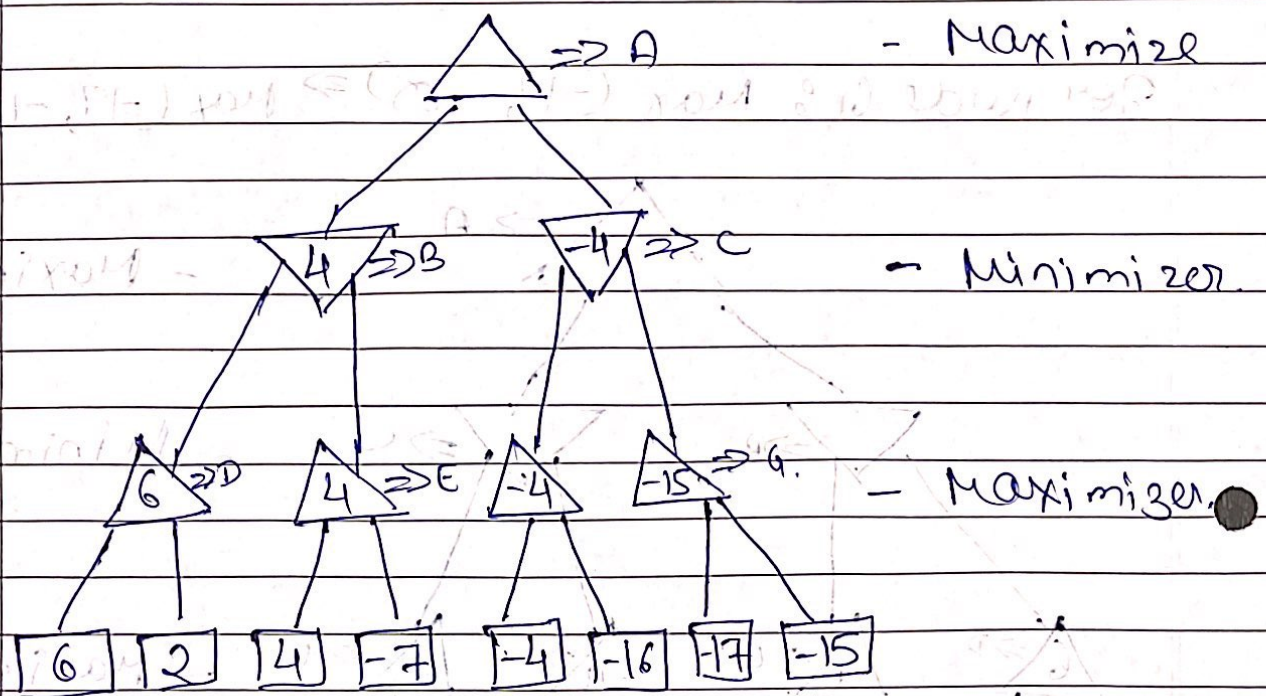 => A - Maximize
4 => B -4 => C - Minimizer.
6 => D 4 => E -4 -15 => G. - Maximizer.
6 2 4 -7 -4 -16 -17 -15